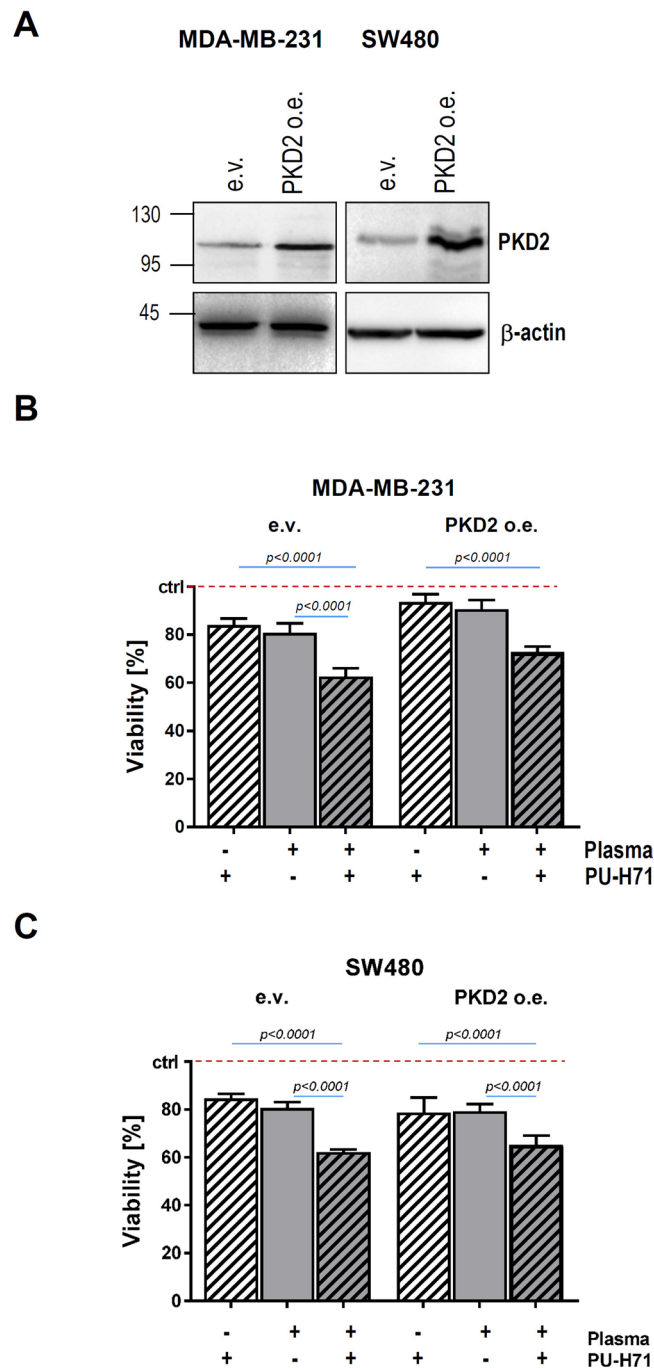 A
MDA-MB-231 SW480
e.v. PKD2 o.e. e.v. PKD2 o.e.
130
PKD2
95
45
β-actin
B
MDA-MB-231
e.v. PKD2 o.e.
p<0.0001 p<0.0001
ctrl
p<0.0001
80
60
40
20
0
Viability [%]
- + + - + + Plasma
+ - + + - + PU-H71
C
SW480
e.v. PKD2 o.e.
p<0.0001 p<0.0001
ctrl
p<0.0001 p<0.0001
80
60
40
20
0
Viability [%]
- + + - + + Plasma
+ - + + - + PU-H71